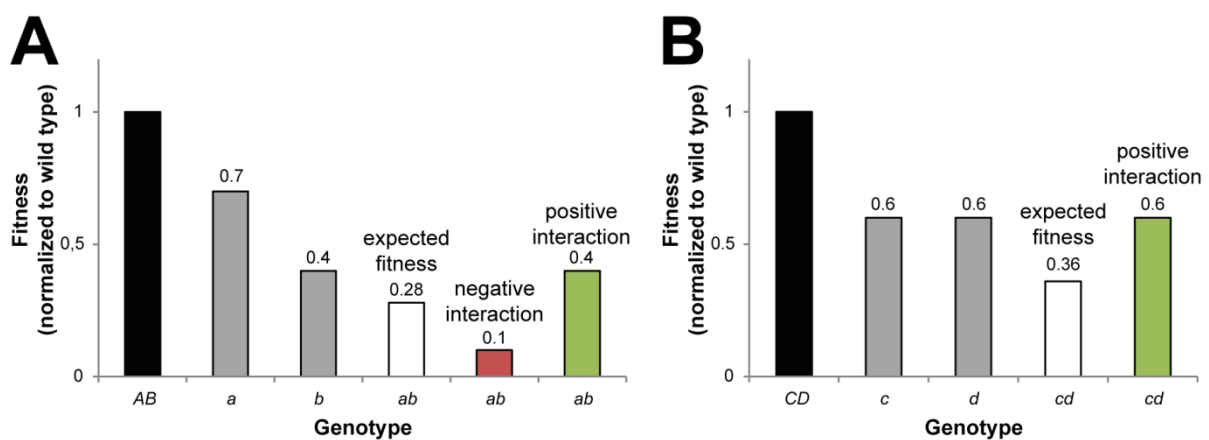 A
Fitness
(normalized to wild type)
1
0,5
0
0.7
0.4
expected
fitness
0.28
negative
interaction
0.1
positive
interaction
0.4
AB
a
b
ab
ab
ab
Genotype
B
Fitness
(normalized to wild type)
1
0,5
0
0.6
0.6
expected
fitness
0.36
positive
interaction
0.6
CD
c
d
cd
cd
Genotype